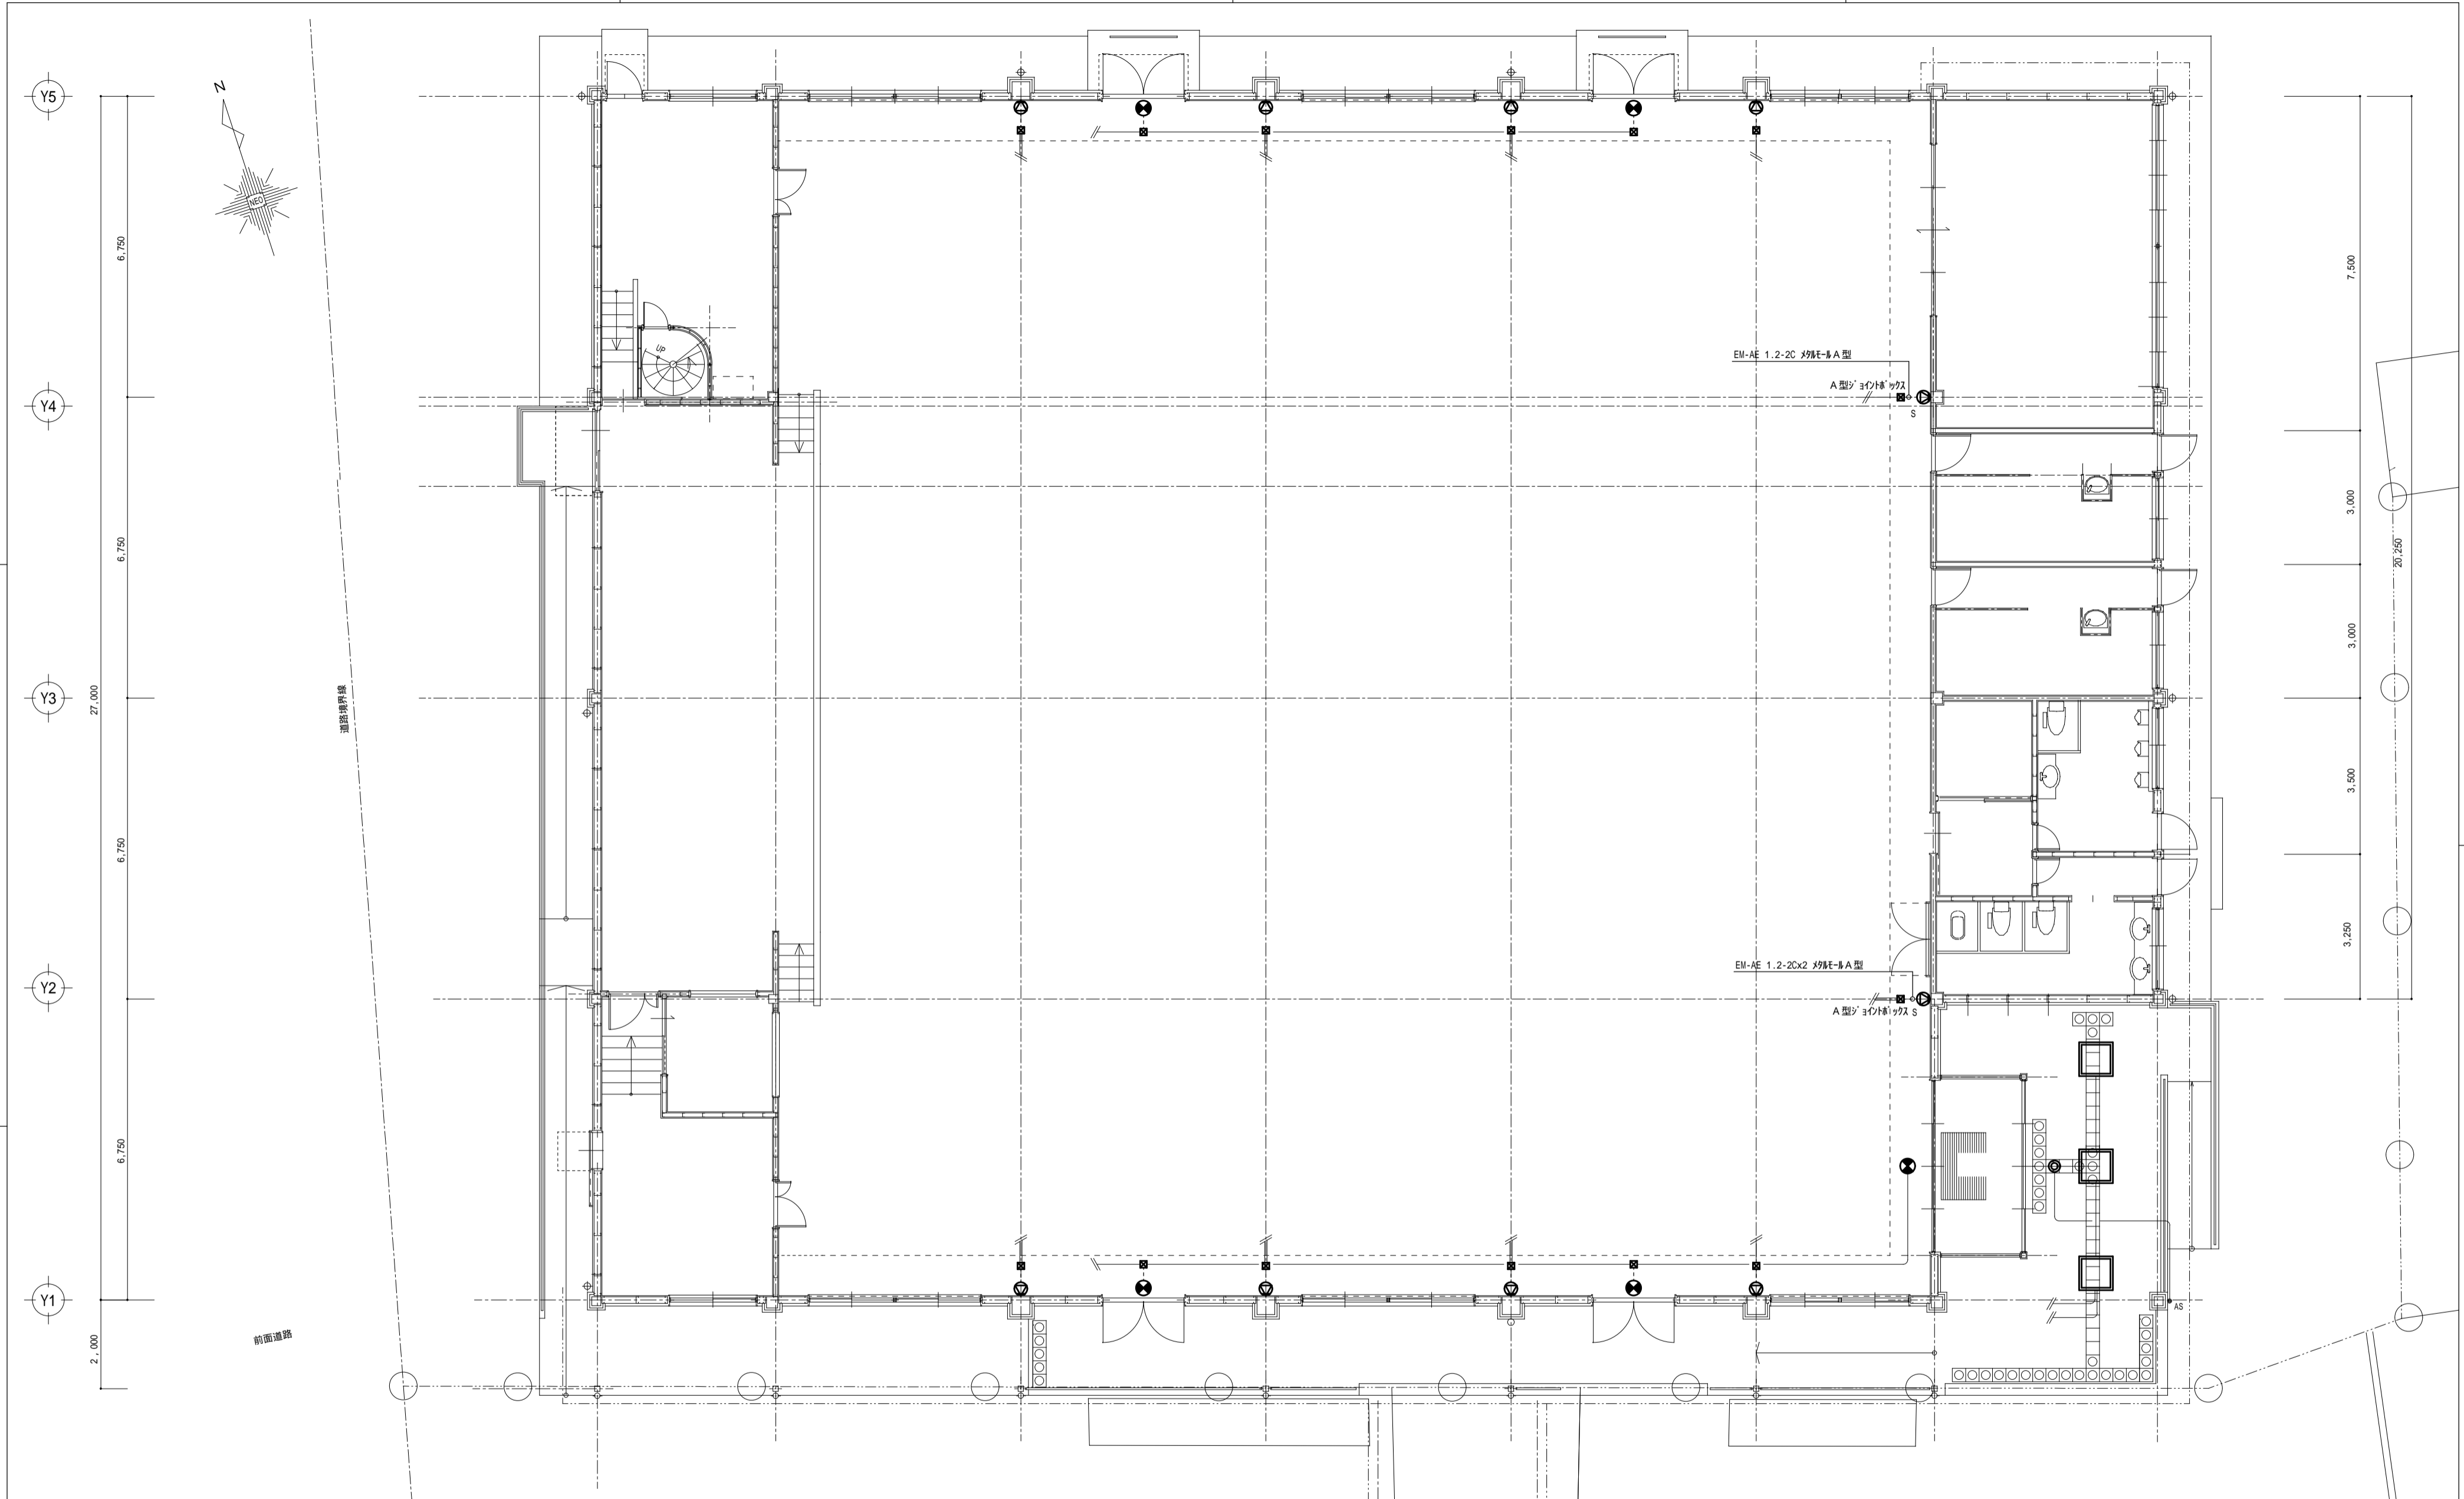 Y5
N
NEO
6,750
7,500
UP
EM-AE 1.2-2C ﾒﾀﾙﾓｰﾙＡ型
Ａ型ｼﾞｮｲﾝﾄﾎﾞｯｸｽ
S
Y4
6,750
3,000
20,250
3,000
Y3
27,000
道路境界線
3,500
6,750
3,250
EM-AE 1.2-2Cx2 ﾒﾀﾙﾓｰﾙＡ型
Ａ型ｼﾞｮｲﾝﾄﾎﾞｯｸｽ S
Y2
6,750
Y1
AS
2,000
前面道路